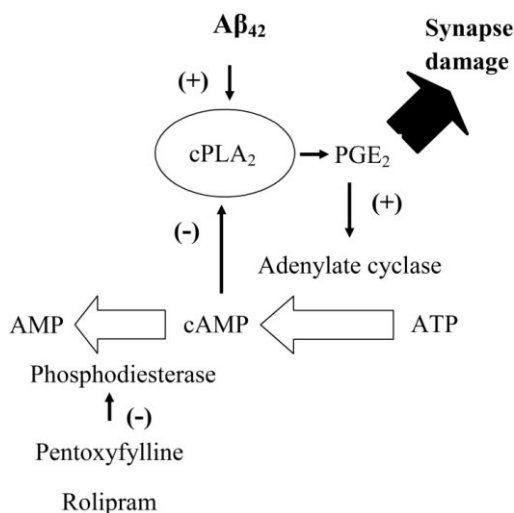 Aβ₄₂
Synapse
damage
(+)
cPLA₂
PGE₂
(-)
(+)
Adenylate cyclase
AMP
cAMP
ATP
Phosphodiesterase
(-)
Pentoxyfylline
Rolipram